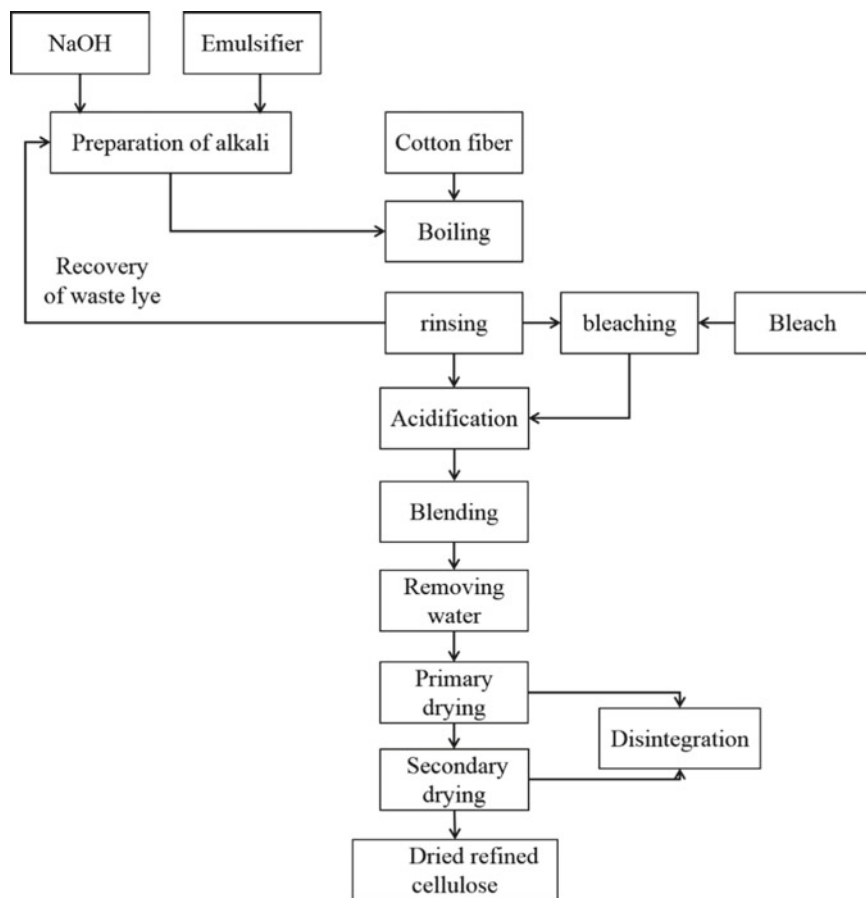 NaOH
Emulsifier
Preparation of alkali
Cotton fiber
Boiling
Recovery
of waste lye
rinsing
bleaching
Bleach
Acidification
Blending
Removing
water
Primary
drying
Disintegration
Secondary
drying
Dried refined
cellulose